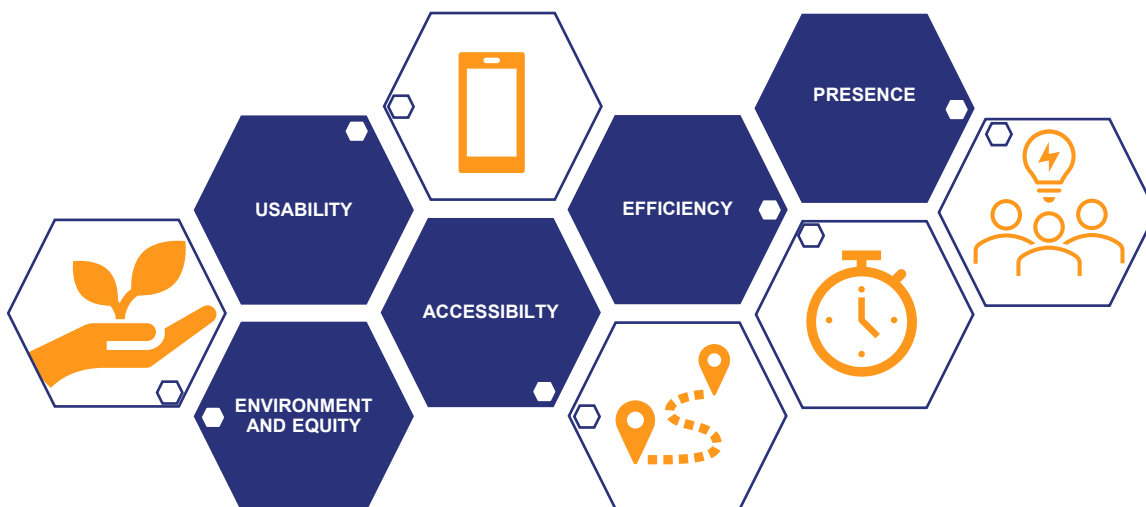 PRESENCE
USABILITY
EFFICIENCY
ACCESSIBILTY
ENVIRONMENT
AND EQUITY